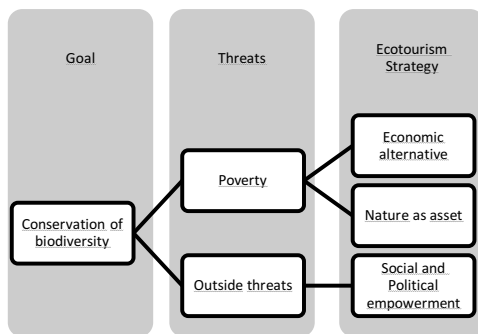 Goal
Threats
Ecotourism
Strategy
Conservation of
biodiversity
Poverty
Outside threats
Economic
alternative
Nature as asset
Social and
Political
empowerment